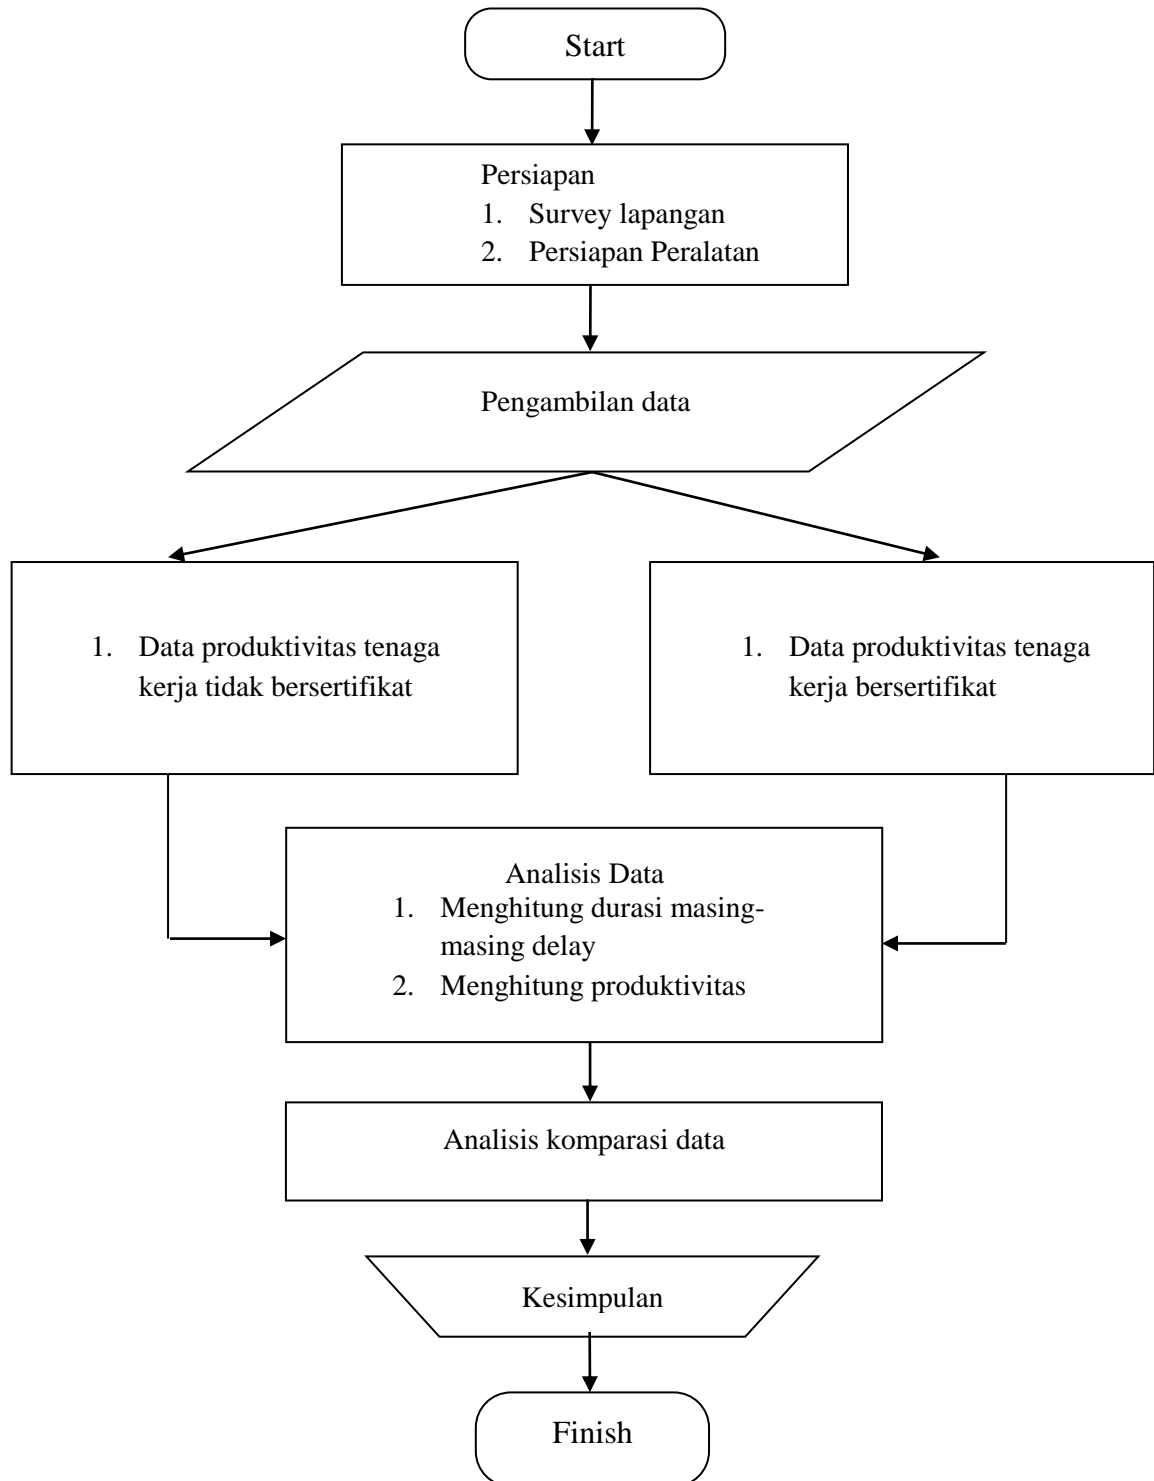 Start
Persiapan
1. Survey lapangan
2. Persiapan Peralatan
Pengambilan data
1. Data produktivitas tenaga
kerja tidak bersertifikat
1. Data produktivitas tenaga
kerja bersertifikat
Analisis Data
1. Menghitung durasi masing-
masing delay
2. Menghitung produktivitas
Analisis komparasi data
Kesimpulan
Finish